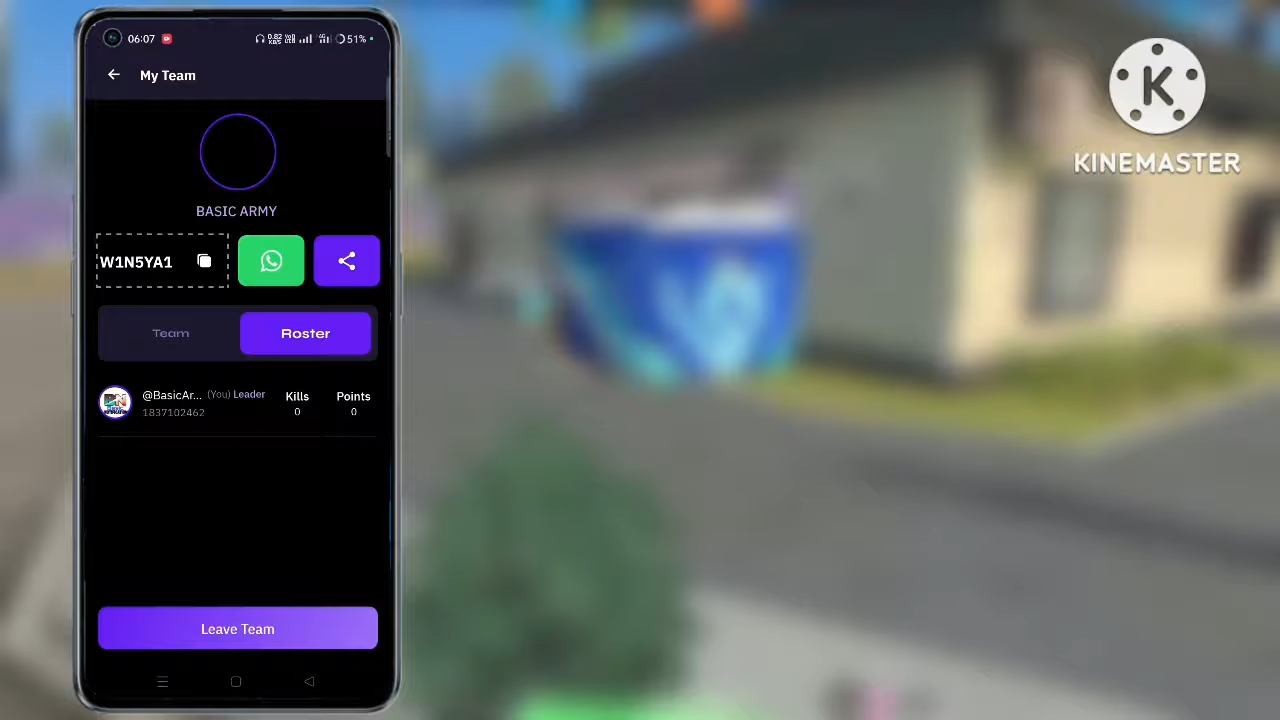 06:07 51%
My Team
BASIC ARMY
W1N5YA1
Team Roster
@BasicAr... (You) Leader Kills Points
1837102462 0 0
Leave Team
K
KINEMASTER